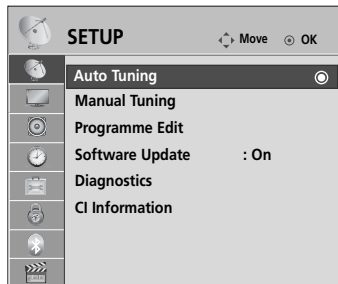 SETUP Move OK
Auto Tuning
Manual Tuning
Programme Edit
Software Update : On
Diagnostics
CI Information